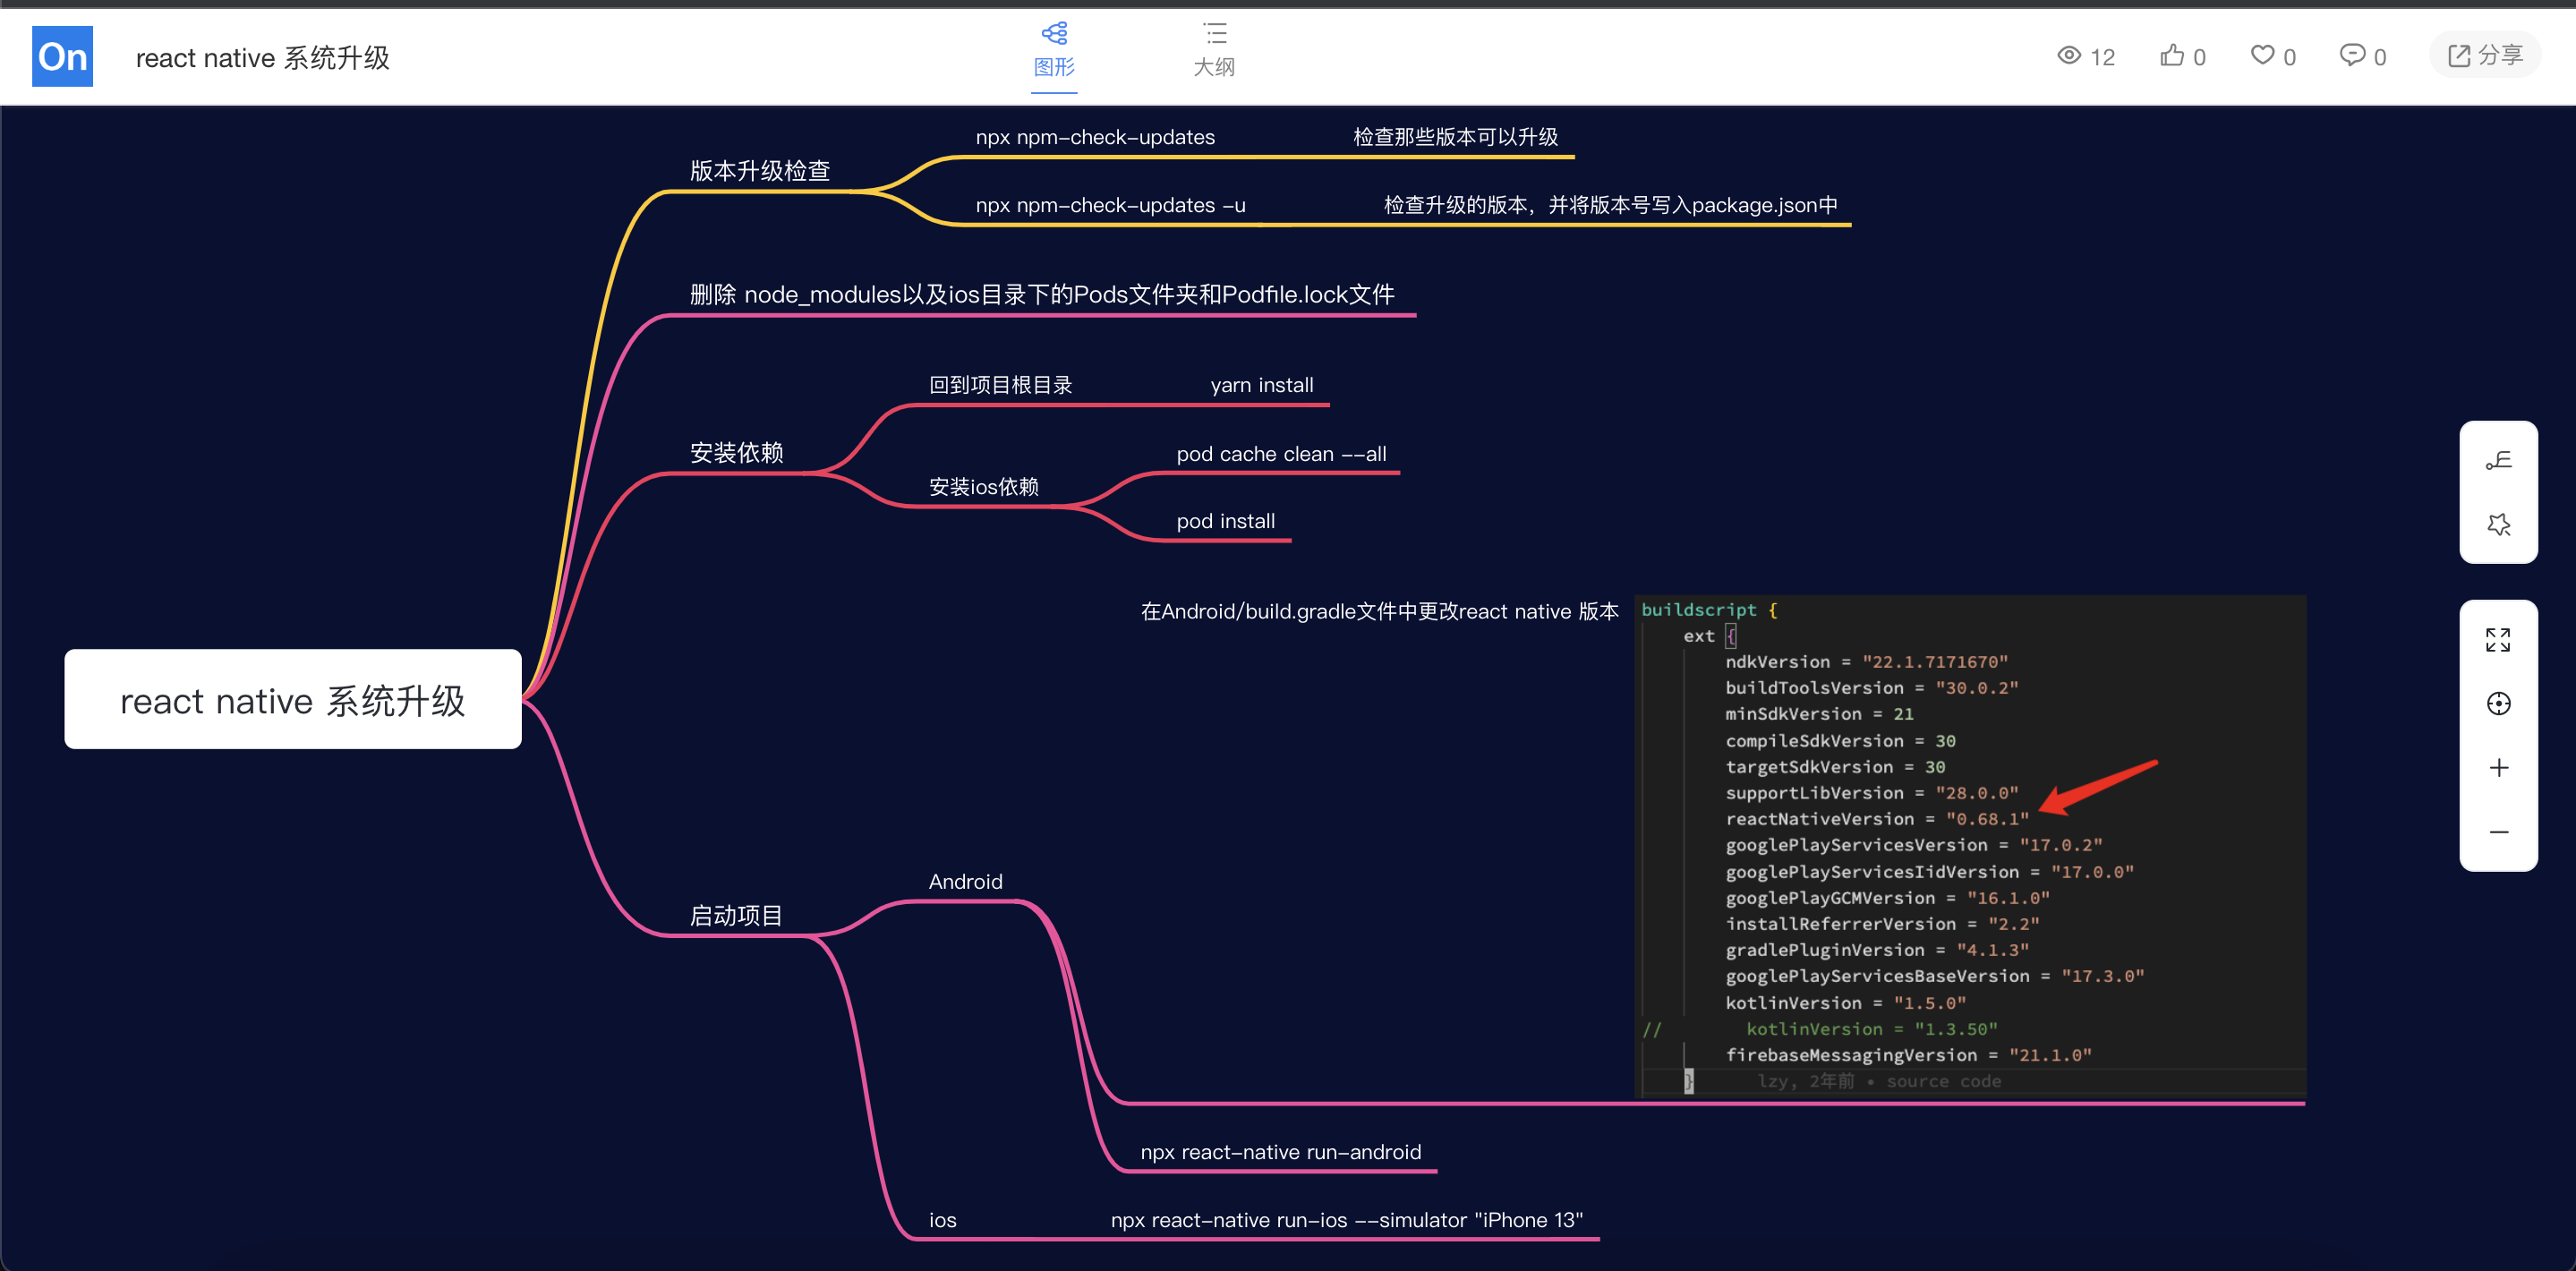 On
react native 系统升级
图形
大纲
12
0
0
0
分享
npx npm-check-updates
检查那些版本可以升级
版本升级检查
npx npm-check-updates -u
检查升级的版本，并将版本号写入package.json中
删除 node_modules以及ios目录下的Pods文件夹和Podfile.lock文件
回到项目根目录
yarn install
安装依赖
pod cache clean --all
安装ios依赖
pod install
在Android/build.gradle文件中更改react native 版本
buildscript {
ext {
ndkVersion = "22.1.7171670"
buildToolsVersion = "30.0.2"
minSdkVersion = 21
compileSdkVersion = 30
targetSdkVersion = 30
supportLibVersion = "28.0.0"
reactNativeVersion = "0.68.1"
googlePlayServicesVersion = "17.0.2"
googlePlayServicesIidVersion = "17.0.0"
googlePlayGCMVersion = "16.1.0"
installReferrerVersion = "2.2"
gradlePluginVersion = "4.1.3"
googlePlayServicesBaseVersion = "17.3.0"
kotlinVersion = "1.5.0"
// kotlinVersion = "1.3.50"
firebaseMessagingVersion = "21.1.0"
} lzy, 2年前 • source code
react native 系统升级
Android
启动项目
npx react-native run-android
ios
npx react-native run-ios --simulator "iPhone 13"